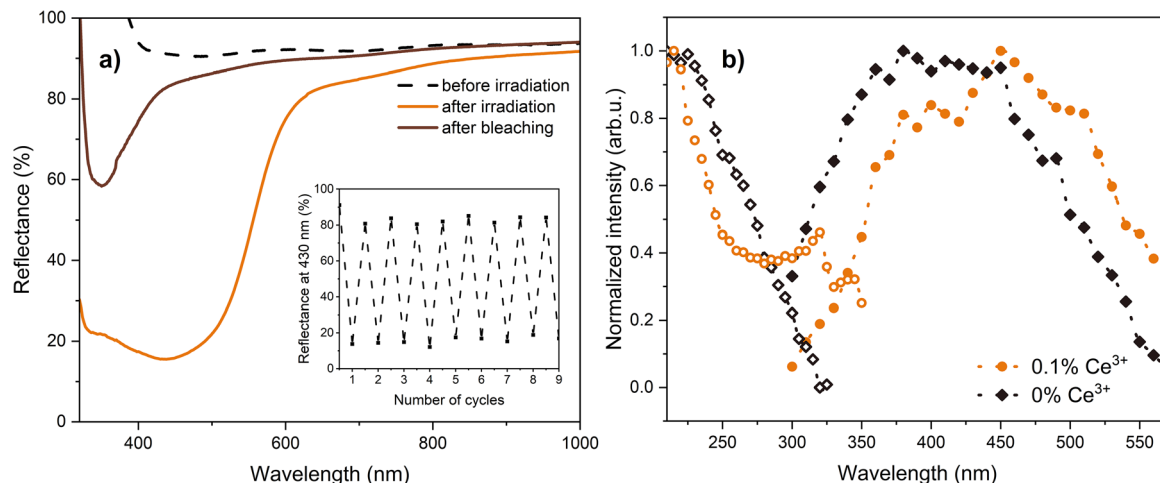 a)
before irradiation
after irradiation
after bleaching
Reflectance (%)
100
80
60
40
20
0
400
600
800
1000
Wavelength (nm)
Reflectance at 430 nm (%)
100
80
60
40
20
0
1 2 3 4 5 6 7 8 9
Number of cycles
b)
Normalized intensity (arb.u.)
1.0
0.8
0.6
0.4
0.2
0.0
0.1% Ce³⁺
0% Ce³⁺
250 300 350 400 450 500 550
Wavelength (nm)